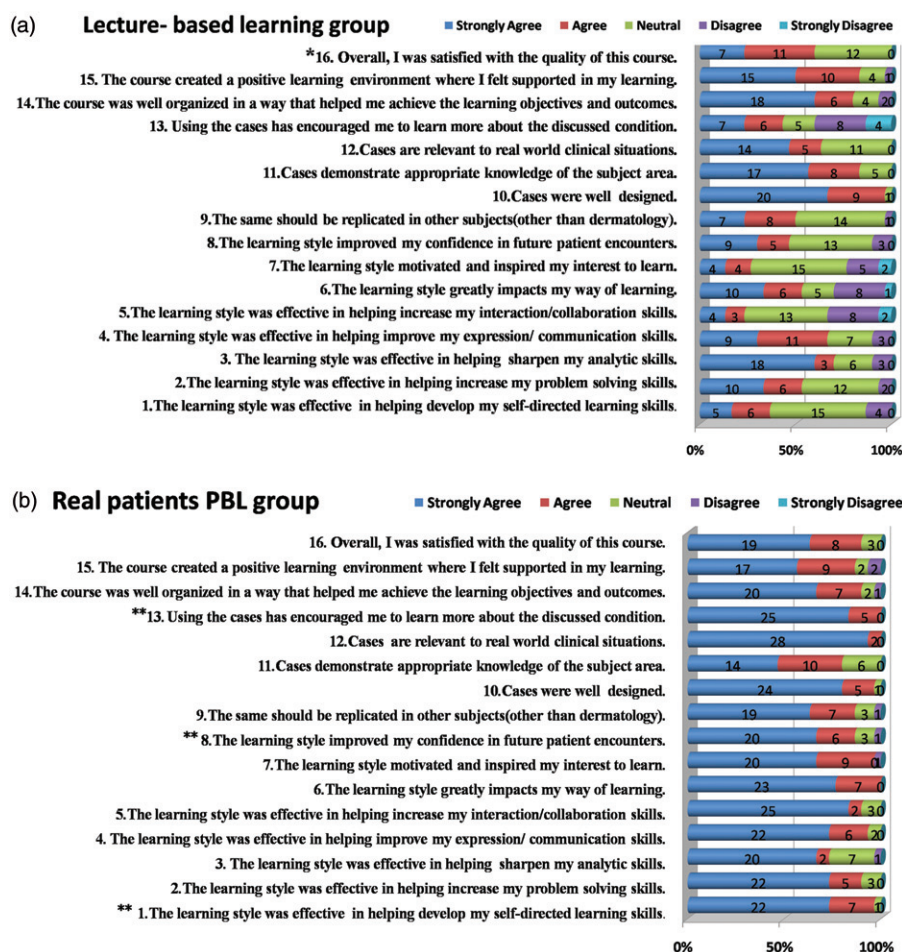 (a) Lecture- based learning group
Strongly Agree Agree Neutral Disagree Strongly Disagree
*16. Overall, I was satisfied with the quality of this course. 7 11 12 0
15. The course created a positive learning environment where I felt supported in my learning. 15 10 4 1 0
14.The course was well organized in a way that helped me achieve the learning objectives and outcomes. 18 6 4 2 0
13. Using the cases has encouraged me to learn more about the discussed condition. 7 6 5 8 4
12.Cases are relevant to real world clinical situations. 14 5 11 0
11.Cases demonstrate appropriate knowledge of the subject area. 17 8 5 0
10.Cases were well designed. 20 9 1 0
9.The same should be replicated in other subjects(other than dermatology). 7 8 14 1 0
8.The learning style improved my confidence in future patient encounters. 9 5 13 3 0
7.The learning style motivated and inspired my interest to learn. 4 4 15 5 2
6.The learning style greatly impacts my way of learning. 10 6 5 8 1
5.The learning style was effective in helping increase my interaction/collaboration skills. 4 3 13 8 2
4. The learning style was effective in helping improve my expression/ communication skills. 9 11 7 3 0
3. The learning style was effective in helping sharpen my analytic skills. 18 3 6 3 0
2.The learning style was effective in helping increase my problem solving skills. 10 6 12 2 0
1.The learning style was effective in helping develop my self-directed learning skills. 5 6 15 4 0
0% 50% 100%
(b) Real patients PBL group
Strongly Agree Agree Neutral Disagree Strongly Disagree
16. Overall, I was satisfied with the quality of this course. 19 8 3 0
15. The course created a positive learning environment where I felt supported in my learning. 17 9 2 2
14.The course was well organized in a way that helped me achieve the learning objectives and outcomes. 20 7 2 1
**13. Using the cases has encouraged me to learn more about the discussed condition. 25 5 0
12.Cases are relevant to real world clinical situations. 28 2 0
11.Cases demonstrate appropriate knowledge of the subject area. 14 10 6 0
10.Cases were well designed. 24 5 1 0
9.The same should be replicated in other subjects(other than dermatology). 19 7 3 1
** 8.The learning style improved my confidence in future patient encounters. 20 6 3 1
7.The learning style motivated and inspired my interest to learn. 20 9 0 1
6.The learning style greatly impacts my way of learning. 23 7 0
5.The learning style was effective in helping increase my interaction/collaboration skills. 25 2 3 0
4. The learning style was effective in helping improve my expression/ communication skills. 22 6 2 0
3. The learning style was effective in helping sharpen my analytic skills. 20 2 7 1
2.The learning style was effective in helping increase my problem solving skills. 22 5 3 0
** 1.The learning style was effective in helping develop my self-directed learning skills. 22 7 1 0
0% 50% 100%